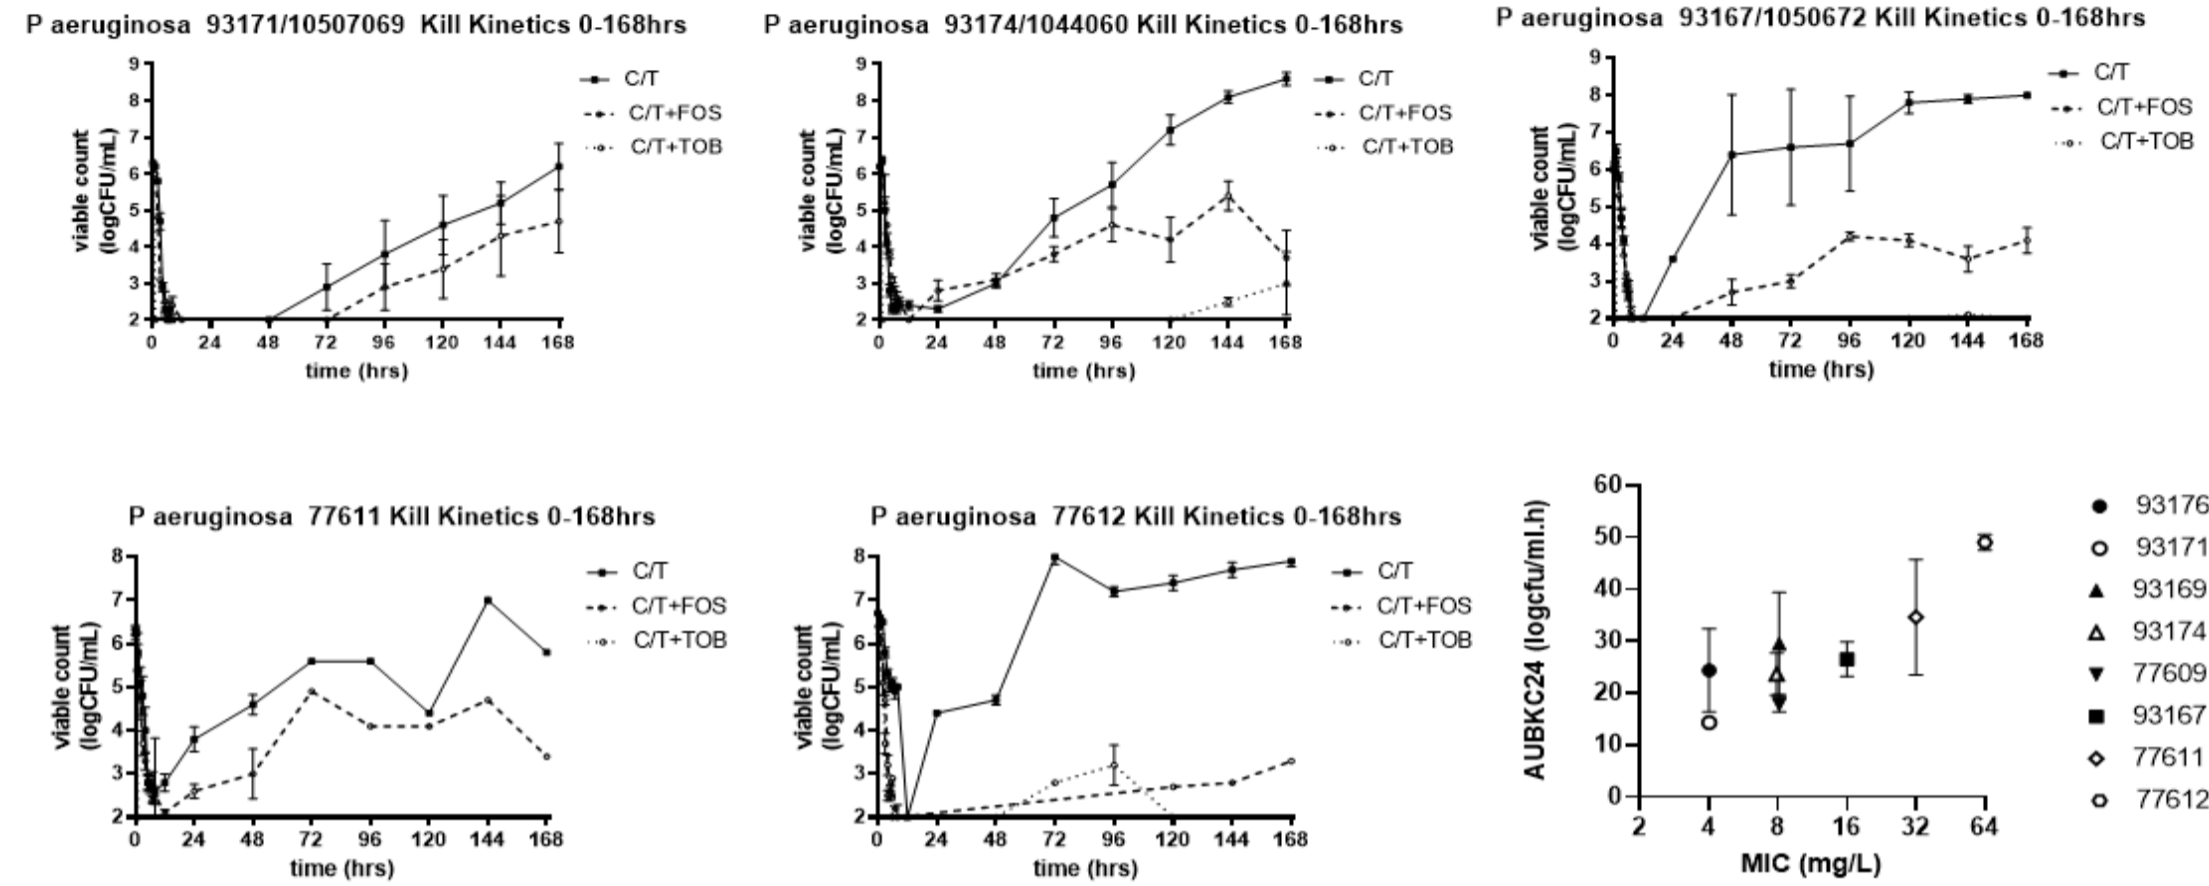 P aeruginosa 93171/10507069 Kill Kinetics 0-168hrs
9
8
7
6
5
4
3
2
viable count
(logCFU/mL)
0 24 48 72 96 120 144 168
time (hrs)
C/T
C/T+FOS
C/T+TOB
P aeruginosa 93174/1044060 Kill Kinetics 0-168hrs
9
8
7
6
5
4
3
2
viable count
(logCFU/mL)
0 24 48 72 96 120 144 168
time (hrs)
C/T
C/T+FOS
C/T+TOB
P aeruginosa 93167/1050672 Kill Kinetics 0-168hrs
9
8
7
6
5
4
3
2
viable count
(logCFU/mL)
0 24 48 72 96 120 144 168
time (hrs)
C/T
C/T+FOS
C/T+TOB
P aeruginosa 77611 Kill Kinetics 0-168hrs
8
7
6
5
4
3
2
viable count
(logCFU/mL)
0 24 48 72 96 120 144 168
time (hrs)
C/T
C/T+FOS
C/T+TOB
P aeruginosa 77612 Kill Kinetics 0-168hrs
8
7
6
5
4
3
2
viable count
(logCFU/mL)
0 24 48 72 96 120 144 168
time (hrs)
C/T
C/T+FOS
C/T+TOB
60
50
40
30
20
10
0
AUBKC24 (logcfu/ml.h)
2 4 8 16 32 64
MIC (mg/L)
93176
93171
93169
93174
77609
93167
77611
77612